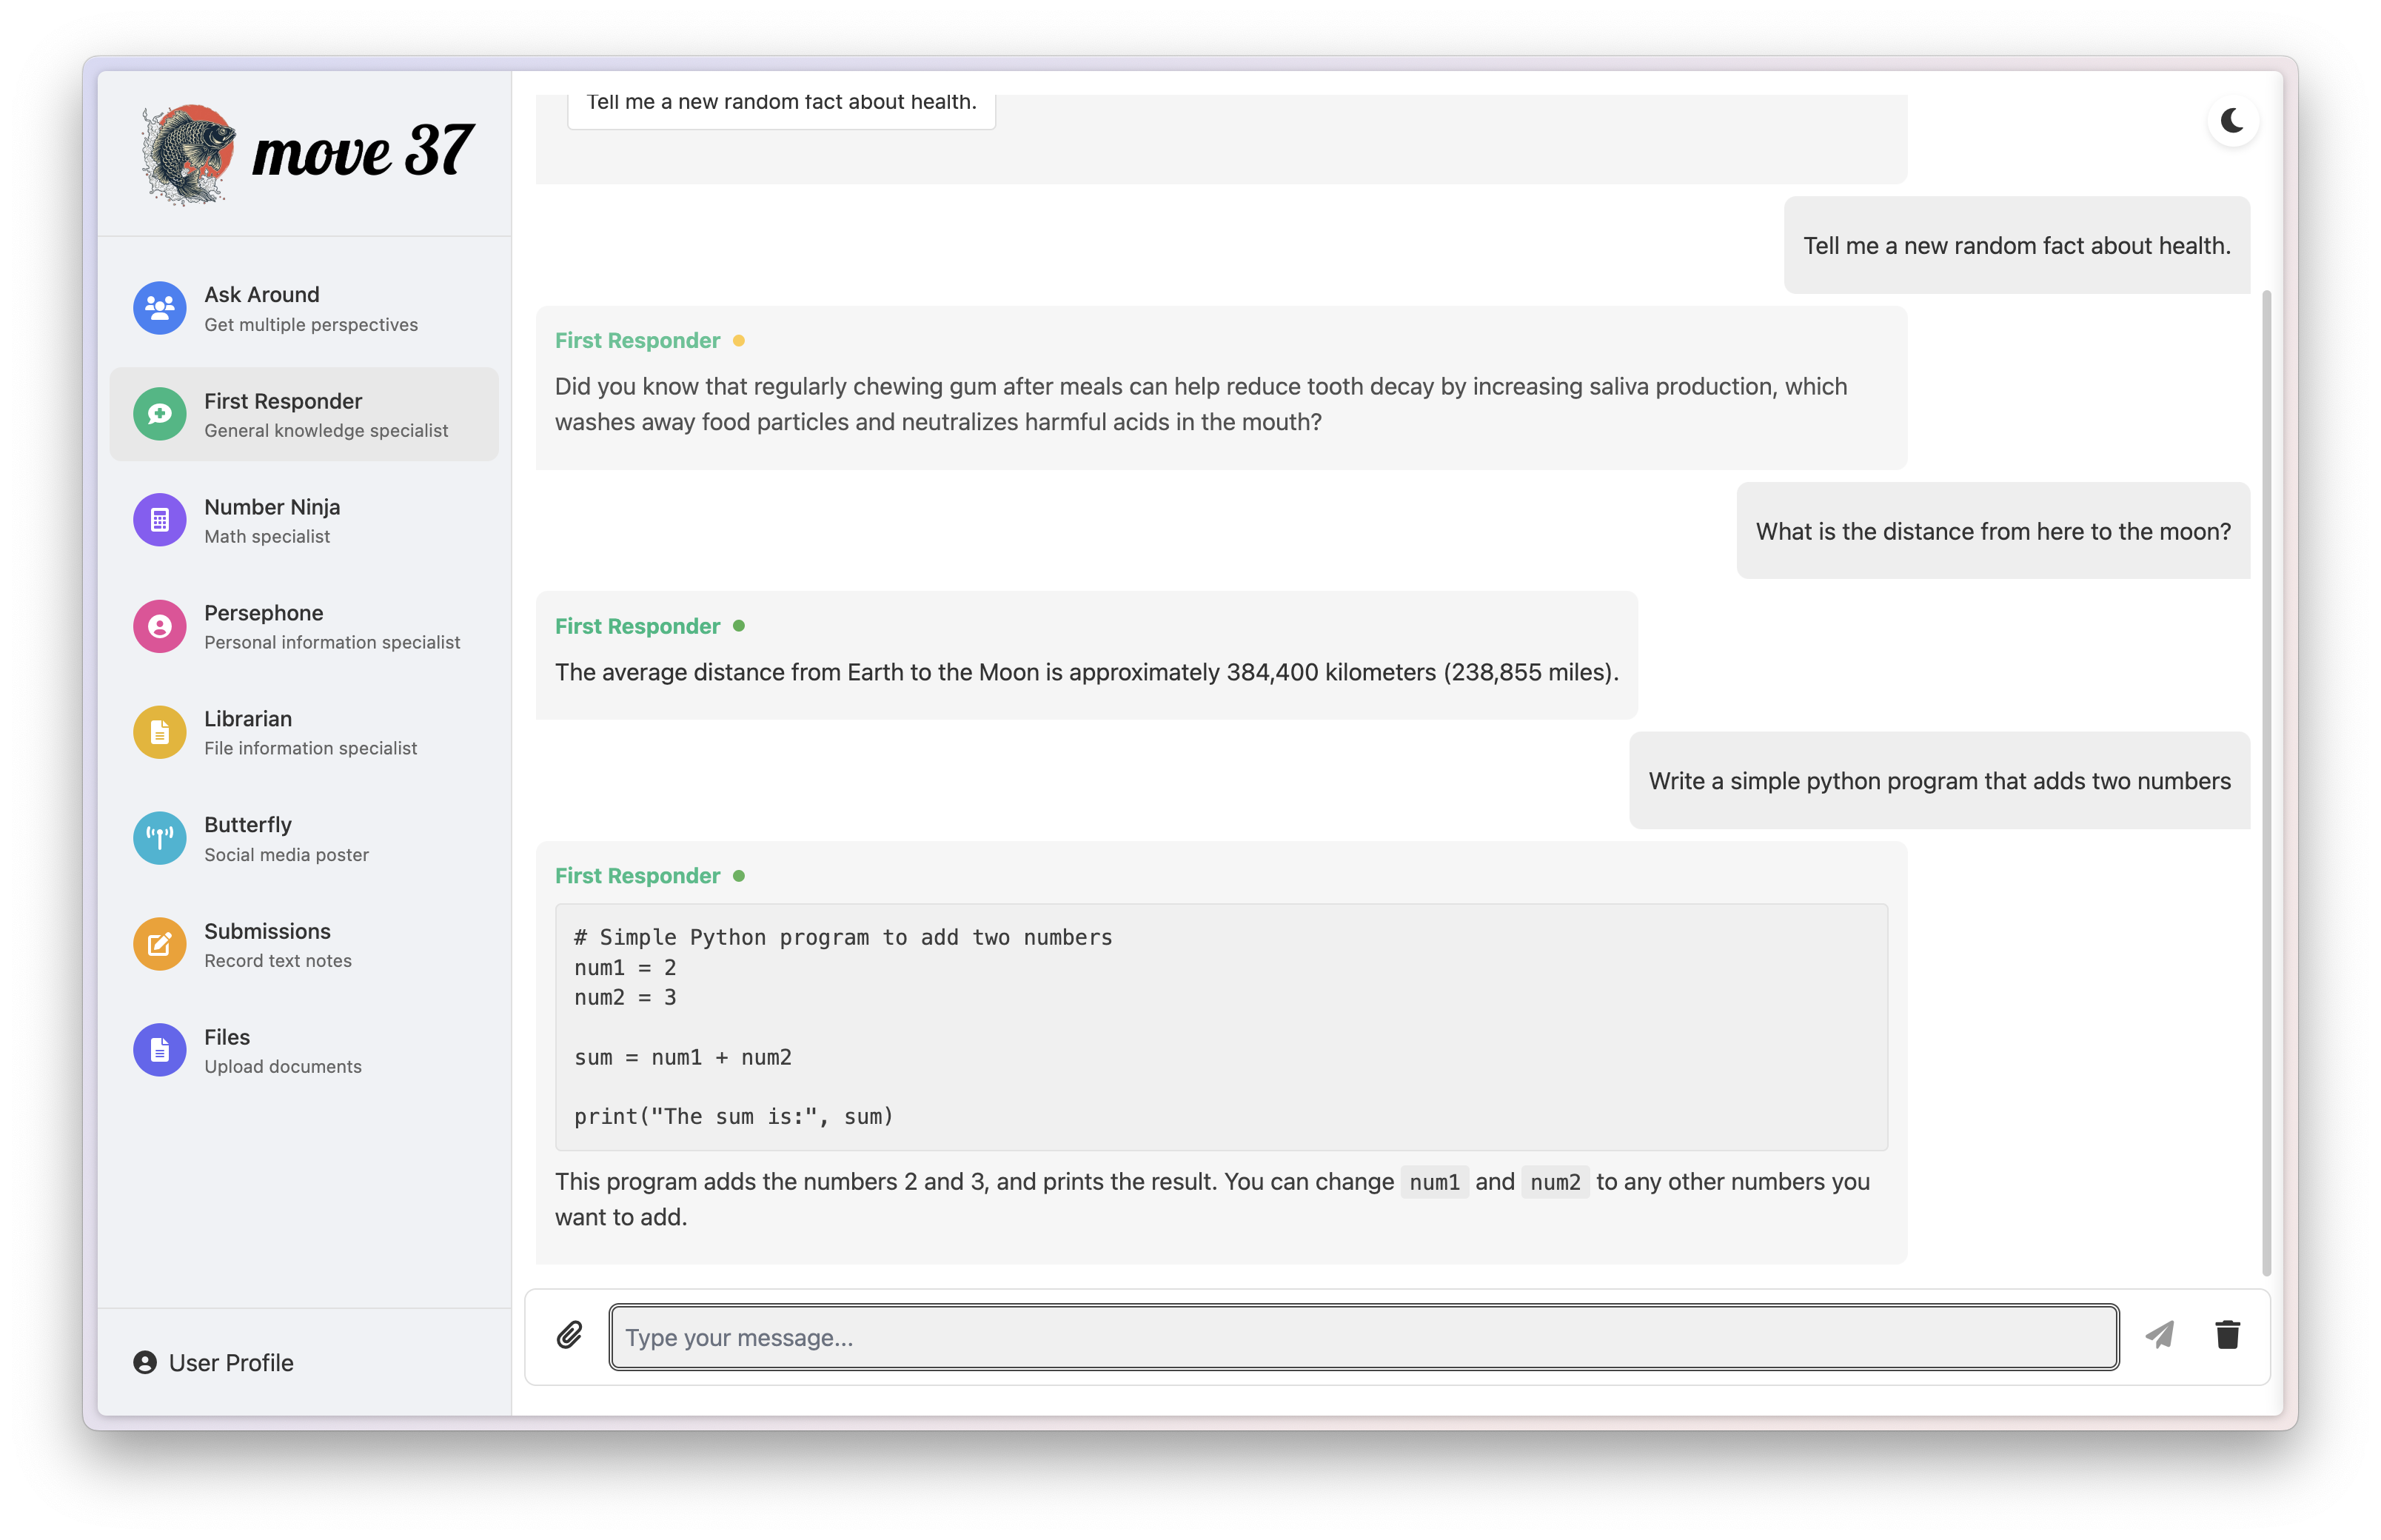 move 37
Ask Around
Get multiple perspectives
First Responder
General knowledge specialist
Number Ninja
Math specialist
Persephone
Personal information specialist
Librarian
File information specialist
Butterfly
Social media poster
Submissions
Record text notes
Files
Upload documents
User Profile
Tell me a new random fact about health.
Tell me a new random fact about health.
First Responder
Did you know that regularly chewing gum after meals can help reduce tooth decay by increasing saliva production, which
washes away food particles and neutralizes harmful acids in the mouth?
What is the distance from here to the moon?
First Responder
The average distance from Earth to the Moon is approximately 384,400 kilometers (238,855 miles).
Write a simple python program that adds two numbers
First Responder
# Simple Python program to add two numbers
num1 = 2
num2 = 3
sum = num1 + num2
print("The sum is:", sum)
This program adds the numbers 2 and 3, and prints the result. You can change num1 and num2 to any other numbers you
want to add.
Type your message...